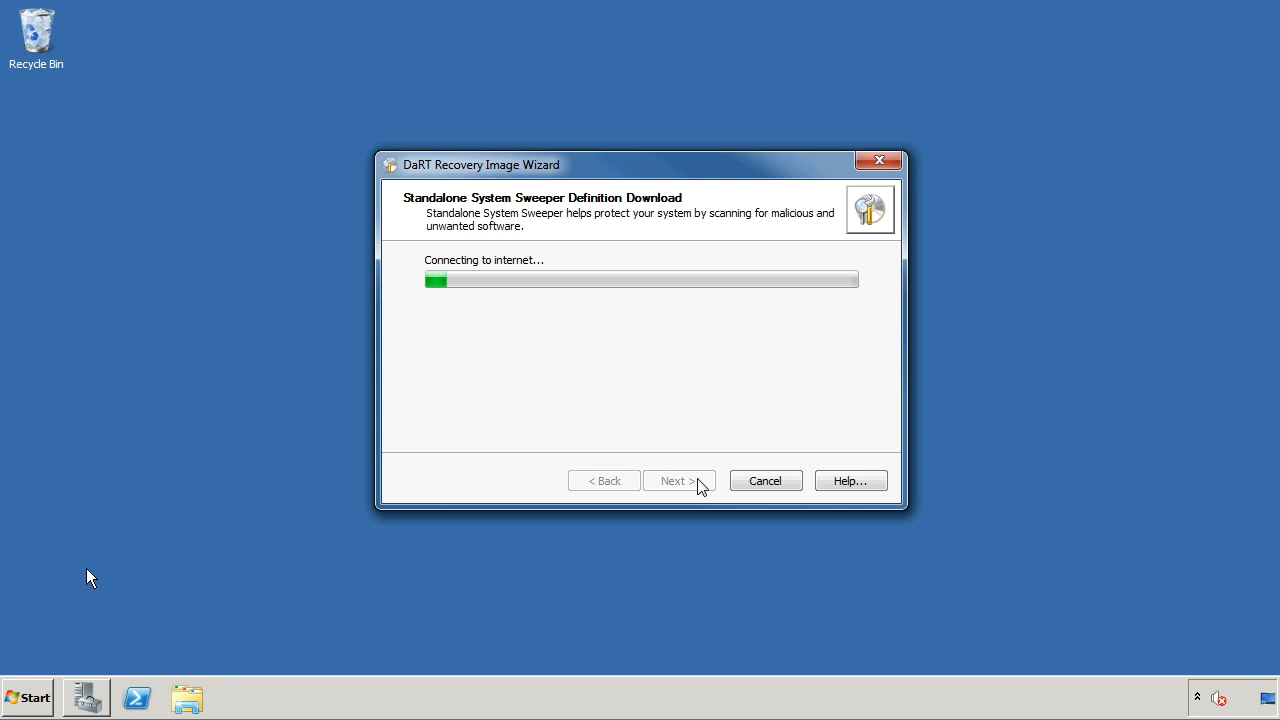 Recycle Bin
DaRT Recovery Image Wizard
Standalone System Sweeper Definition Download
Standalone System Sweeper helps protect your system by scanning for malicious and
unwanted software.
Connecting to internet...
< Back
Next >
Cancel
Help...
Start